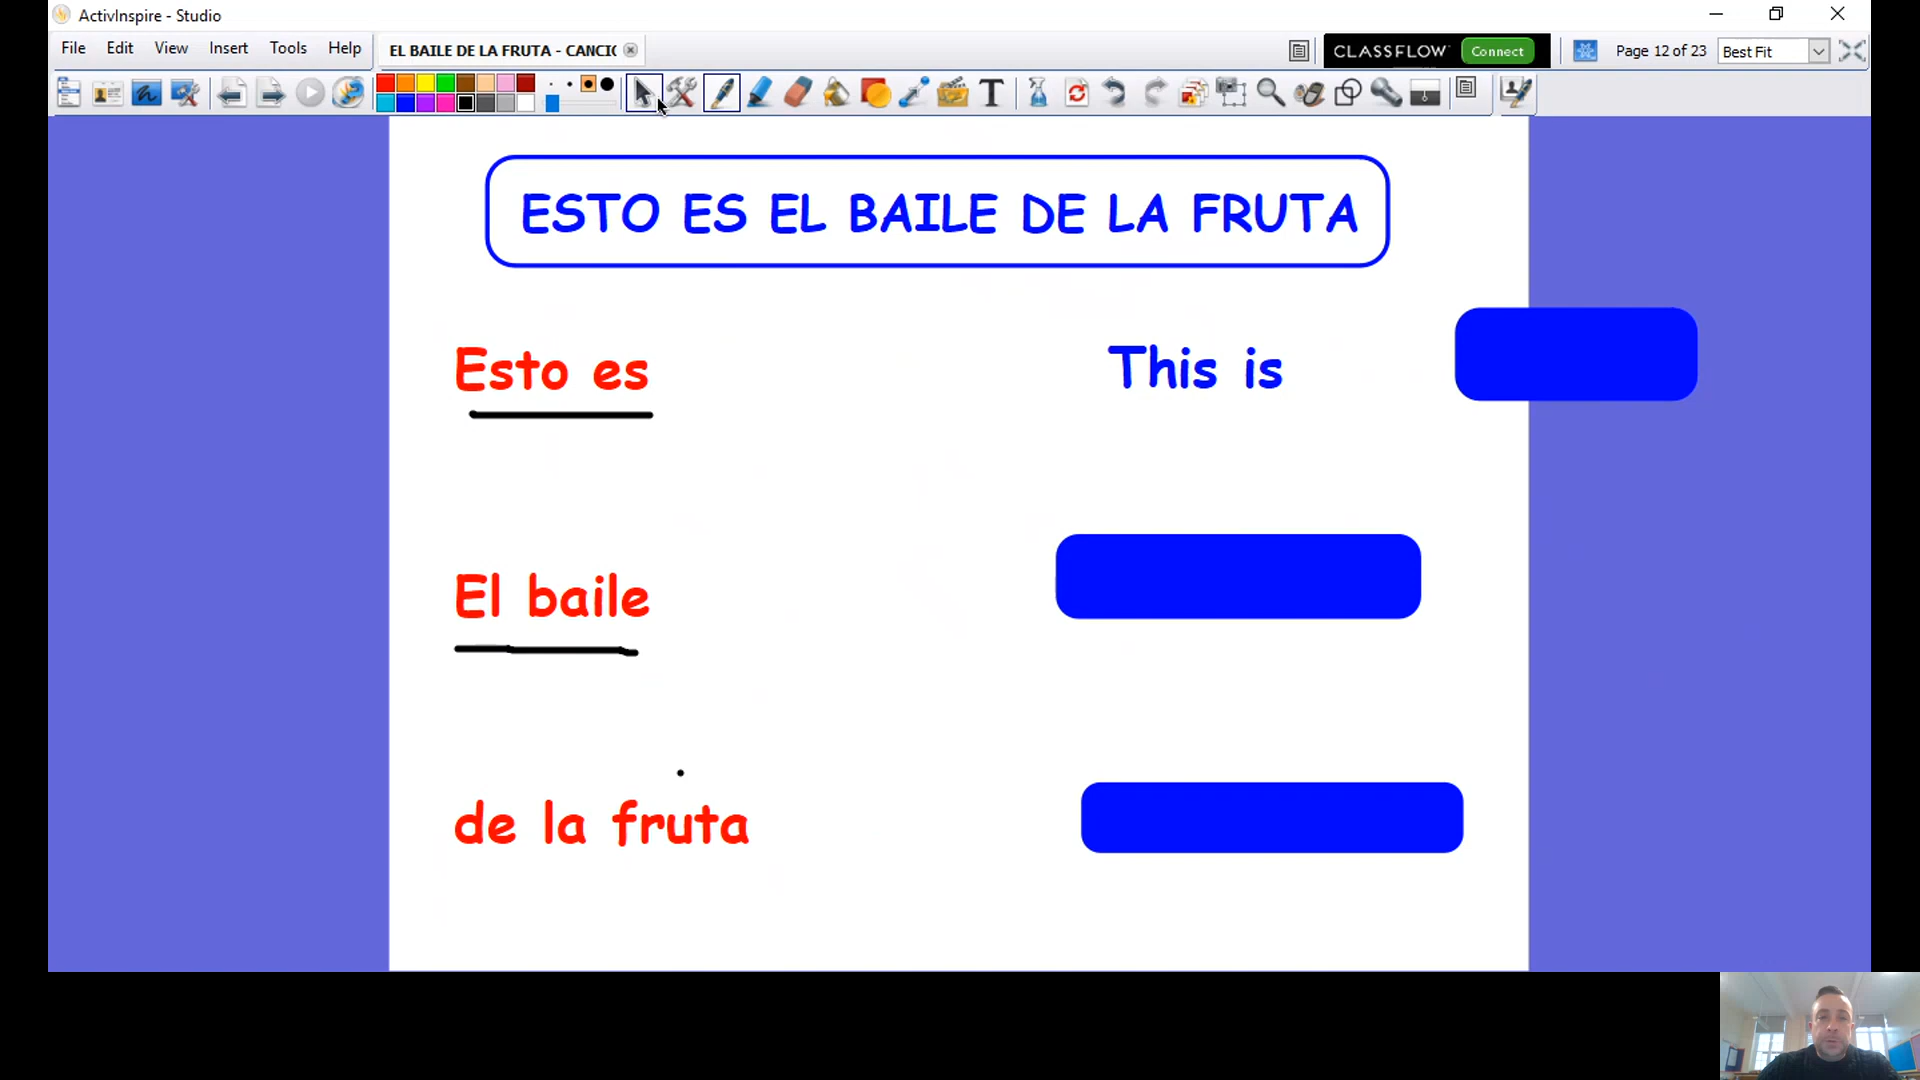 ActivInspire - Studio
File Edit View Insert Tools Help
EL BAILE DE LA FRUTA - CANCI
CLASSFLOW Connect
Page 12 of 23
Best Fit
ESTO ES EL BAILE DE LA FRUTA
Esto es
This is
El baile
de la fruta